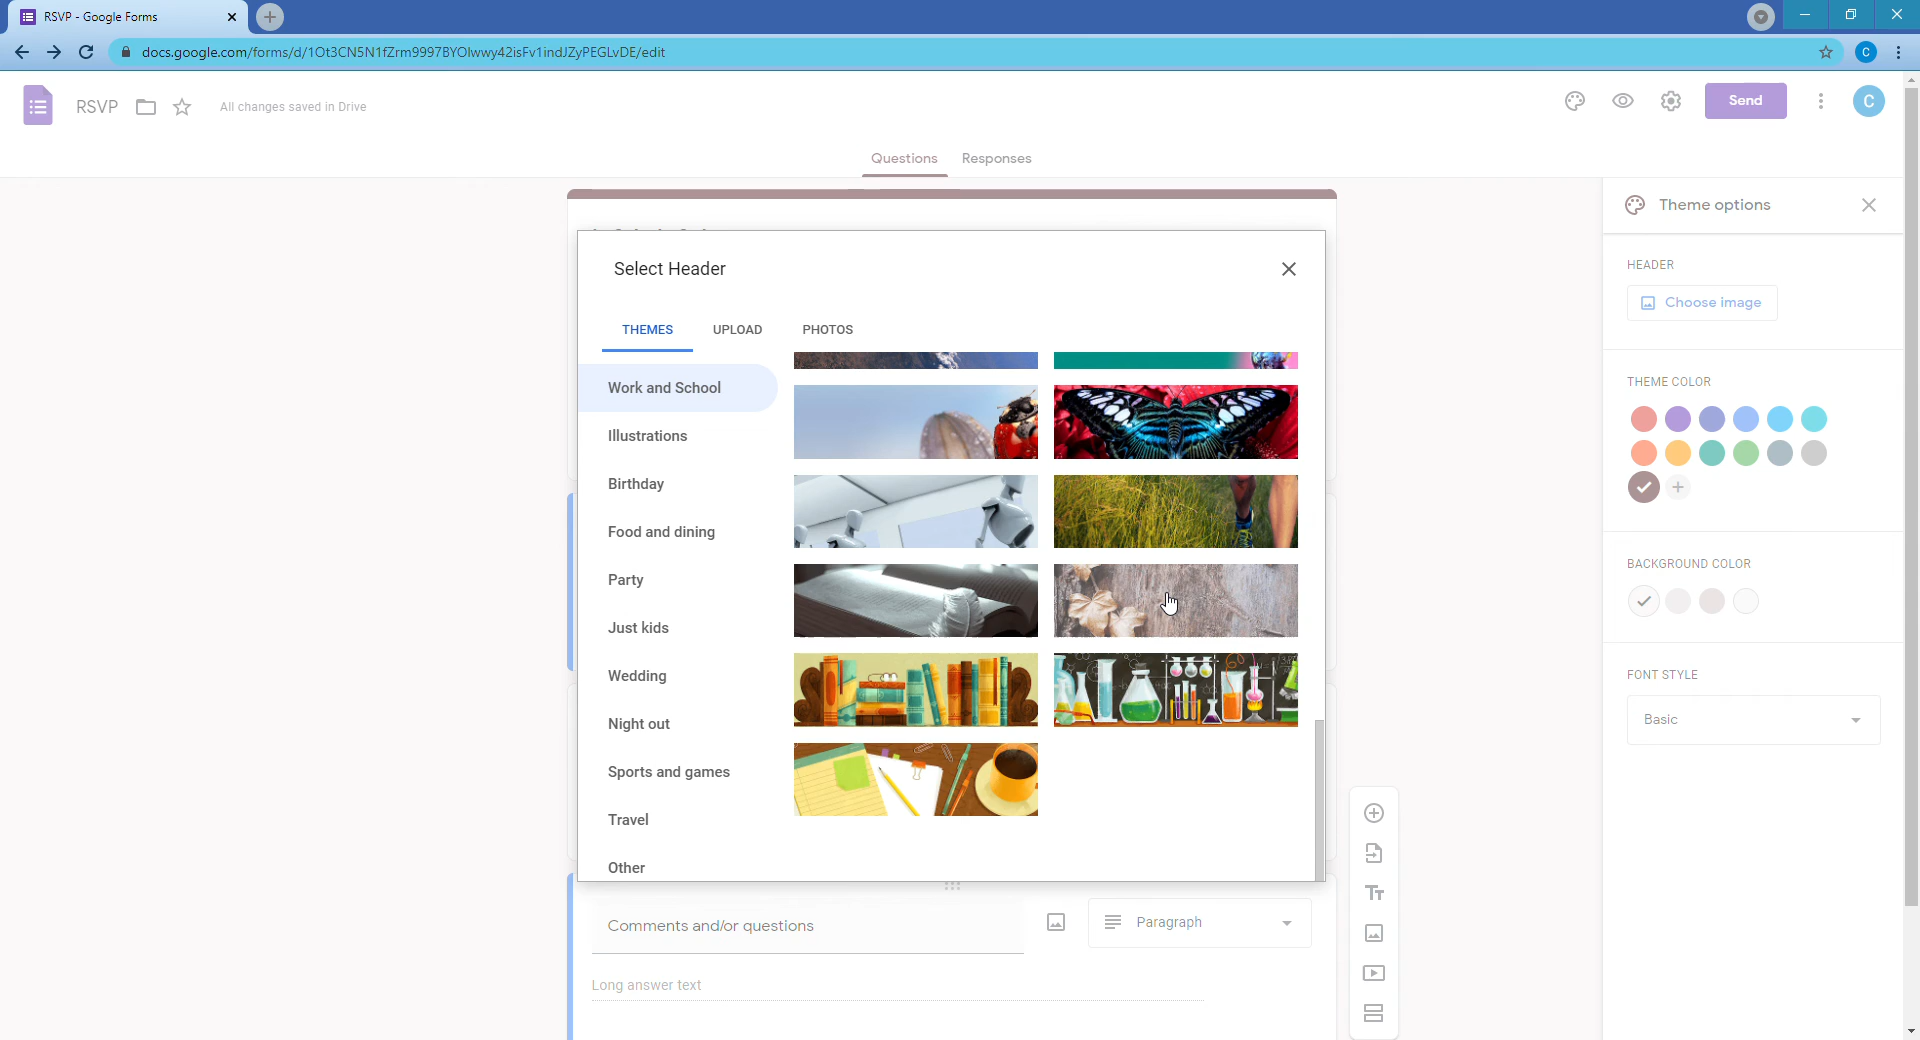 RSVP - Google Forms
docs.google.com/forms/d/1Ot3CN5N1fZrm9997BYOlwwy42isFv1indJZyPEGLvDE/edit
C
RSVP
All changes saved in Drive
Send
C
Questions
Responses
Theme options
Select Header
HEADER
Choose image
THEMES
UPLOAD
PHOTOS
Work and School
Illustrations
Birthday
Food and dining
Party
Just kids
Wedding
Night out
Sports and games
Travel
Other
THEME COLOR
BACKGROUND COLOR
FONT STYLE
Basic
Comments and/or questions
Paragraph
Long answer text
Tт